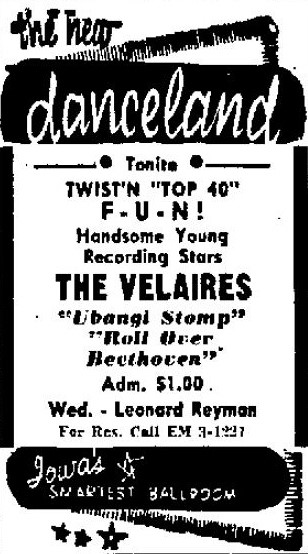 the new
danceland
Tonite
TWIST'N "TOP 40"
F-U-N!
Handsome Young
Recording Stars
THE VELAIRES
"Ubangi Stomp"
"Roll Over
Beethoven"
Adm. $1.00.
Wed. - Leonard Reyman
For Res. Call EM 3-1227
Iowa's
SMARTEST BALLROOM